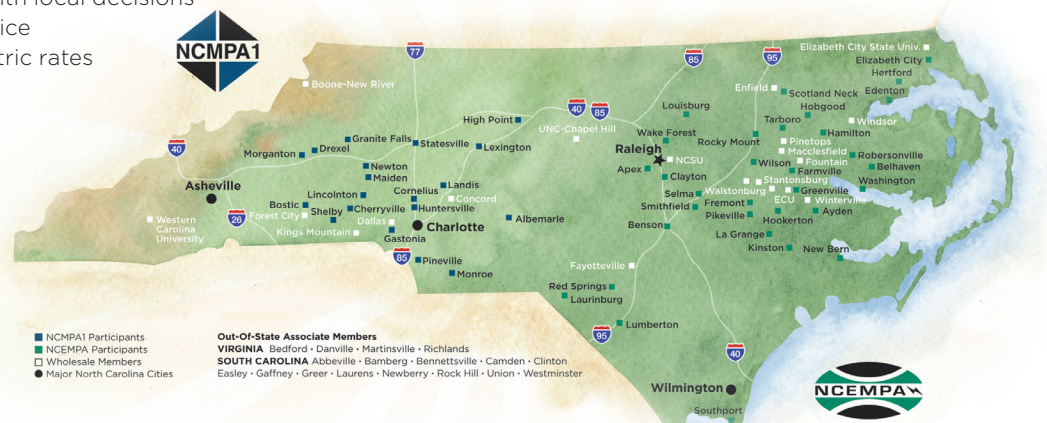 ith local decisions
ice
tric rates
NCMPA1
77
85
95
Elizabeth City State Univ.
Elizabeth City
Hertford
Edenton
Boone-New River
Enfield
Scotland Neck
Hobgood
40
85
High Point
Louisburg
Tarboro
Windsor
UNC-Chapel Hill
Wake Forest
Rocky Mount
Hamilton
40
Granite Falls
Statesville
Lexington
Morganton
Drexel
Raleigh
NCSU
Pinetops
Macclesfield
Robersonville
Newton
Maiden
Apex
Clayton
Wilson
Fountain
Farmville
Belhaven
Asheville
Lincolnton
Cornelius
Landis
Concord
Selma
Walstonburg
Stantonsburg
Greenville
Washington
Bostic
Forest City
Shelby
Cherryville
Huntersville
Smithfield
Fremont
ECU
Winterville
Western
Carolina
University
26
Kings Mountain
Dallas
Gastonia
Charlotte
Albemarle
Benson
Pikeville
Hookerton
Ayden
La Grange
Kinston
New Bern
85
Pineville
Monroe
Fayetteville
Red Springs
Laurinburg
95
Lumberton
40
Wilmington
Southport
NCMPA1 Participants
NCEMPA Participants
Wholesale Members
Major North Carolina Cities
Out-Of-State Associate Members
VIRGINIA Bedford • Danville • Martinsville • Richlands
SOUTH CAROLINA Abbeville • Bamberg • Bennettsville • Camden • Clinton
Easley • Gaffney • Greer • Laurens • Newberry • Rock Hill • Union • Westminster
NCEMPA